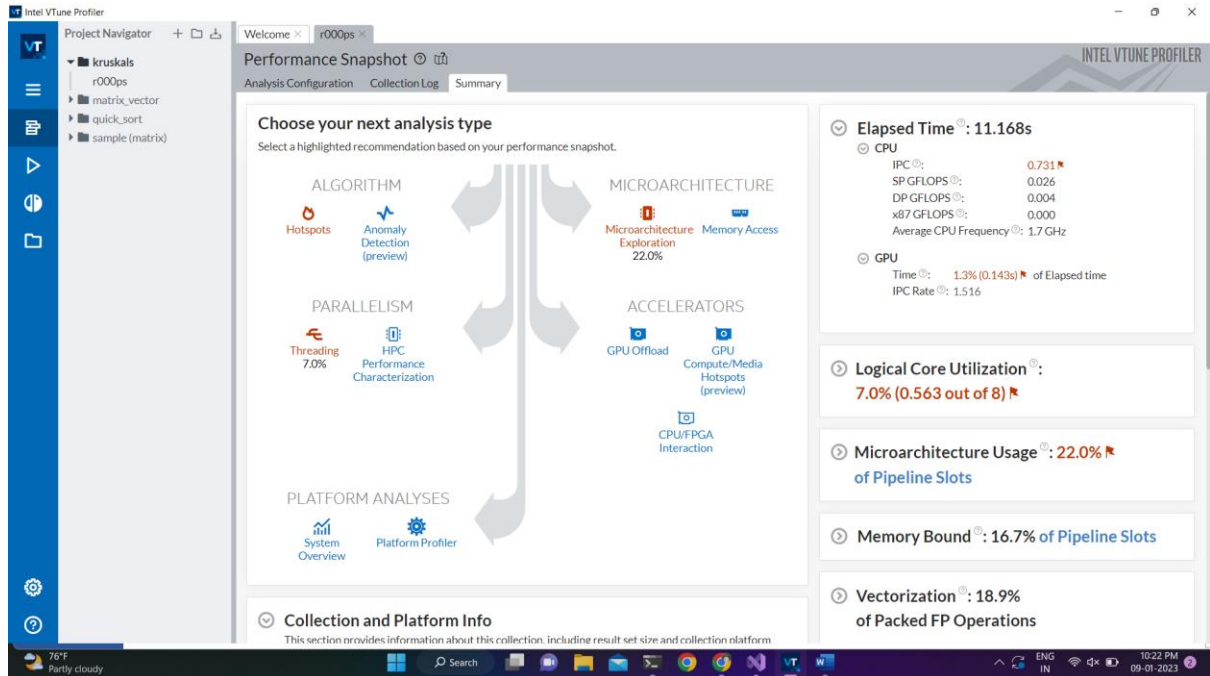 VT Intel VTune Profiler
VT
Project Navigator
kruskals
r000ps
matrix_vector
quick_sort
sample (matrix)
Welcome × r000ps ×
Performance Snapshot
INTEL VTUNE PROFILER
Analysis Configuration Collection Log Summary
Choose your next analysis type
Select a highlighted recommendation based on your performance snapshot.
ALGORITHM
Hotspots
Anomaly
Detection
(preview)
MICROARCHITECTURE
Microarchitecture
Exploration
22.0%
Memory Access
PARALLELISM
Threading
7.0%
HPC
Performance
Characterization
ACCELERATORS
GPU Offload
GPU
Compute/Media
Hotspots
(preview)
CPU/FPGA
Interaction
PLATFORM ANALYSES
System
Overview
Platform Profiler
Collection and Platform Info
This section provides information about this collection, including result set size and collection platform
Elapsed Time: 11.168s
CPU
IPC: 0.731
SP GFLOPS: 0.026
DP GFLOPS: 0.004
x87 GFLOPS: 0.000
Average CPU Frequency: 1.7 GHz
GPU
Time: 1.3% (0.143s) of Elapsed time
IPC Rate: 1.516
Logical Core Utilization:
7.0% (0.563 out of 8)
Microarchitecture Usage: 22.0%
of Pipeline Slots
Memory Bound: 16.7% of Pipeline Slots
Vectorization: 18.9%
of Packed FP Operations
76°F
Partly cloudy
Search
VT
W
ENG
IN
10:22 PM
09-01-2023
2